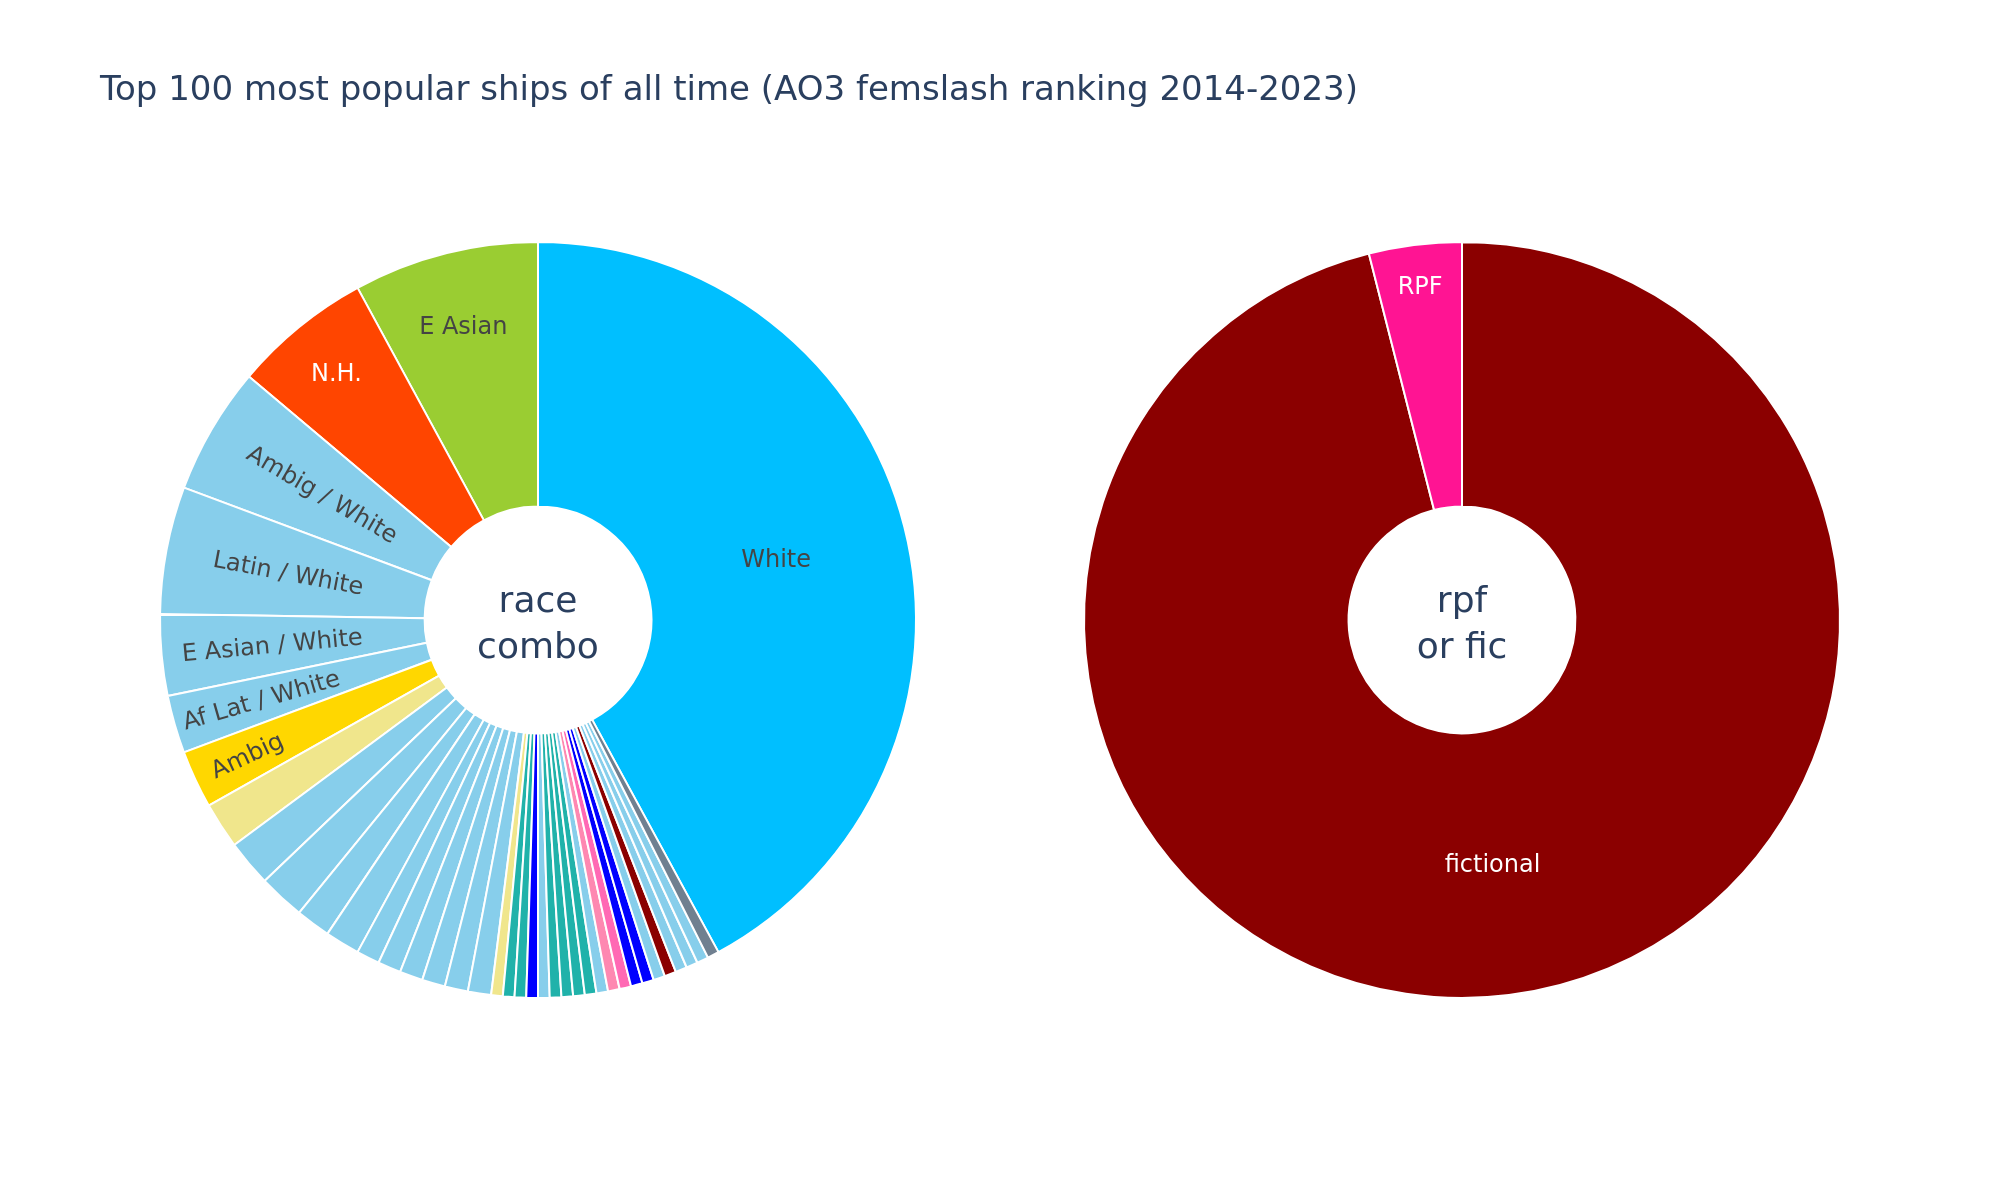 Top 100 most popular ships of all time (AO3 femslash ranking 2014-2023)
E Asian
N.H.
Ambig / White
Latin / White
E Asian / White
Af Lat / White
Ambig
White
race
combo
RPF
rpf
or fic
fictional